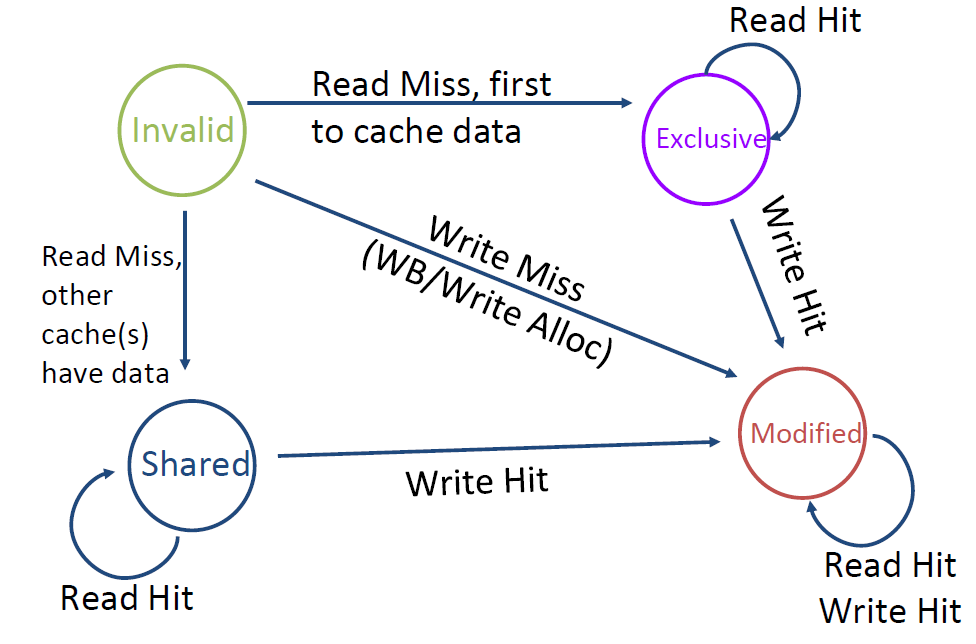 Read Hit
Read Miss, first
to cache data
Invalid
Exclusive
Write Miss
(WB/Write Alloc)
Write Hit
Read Miss,
other
cache(s)
have data
Shared
Modified
Write Hit
Read Hit
Read Hit
Write Hit